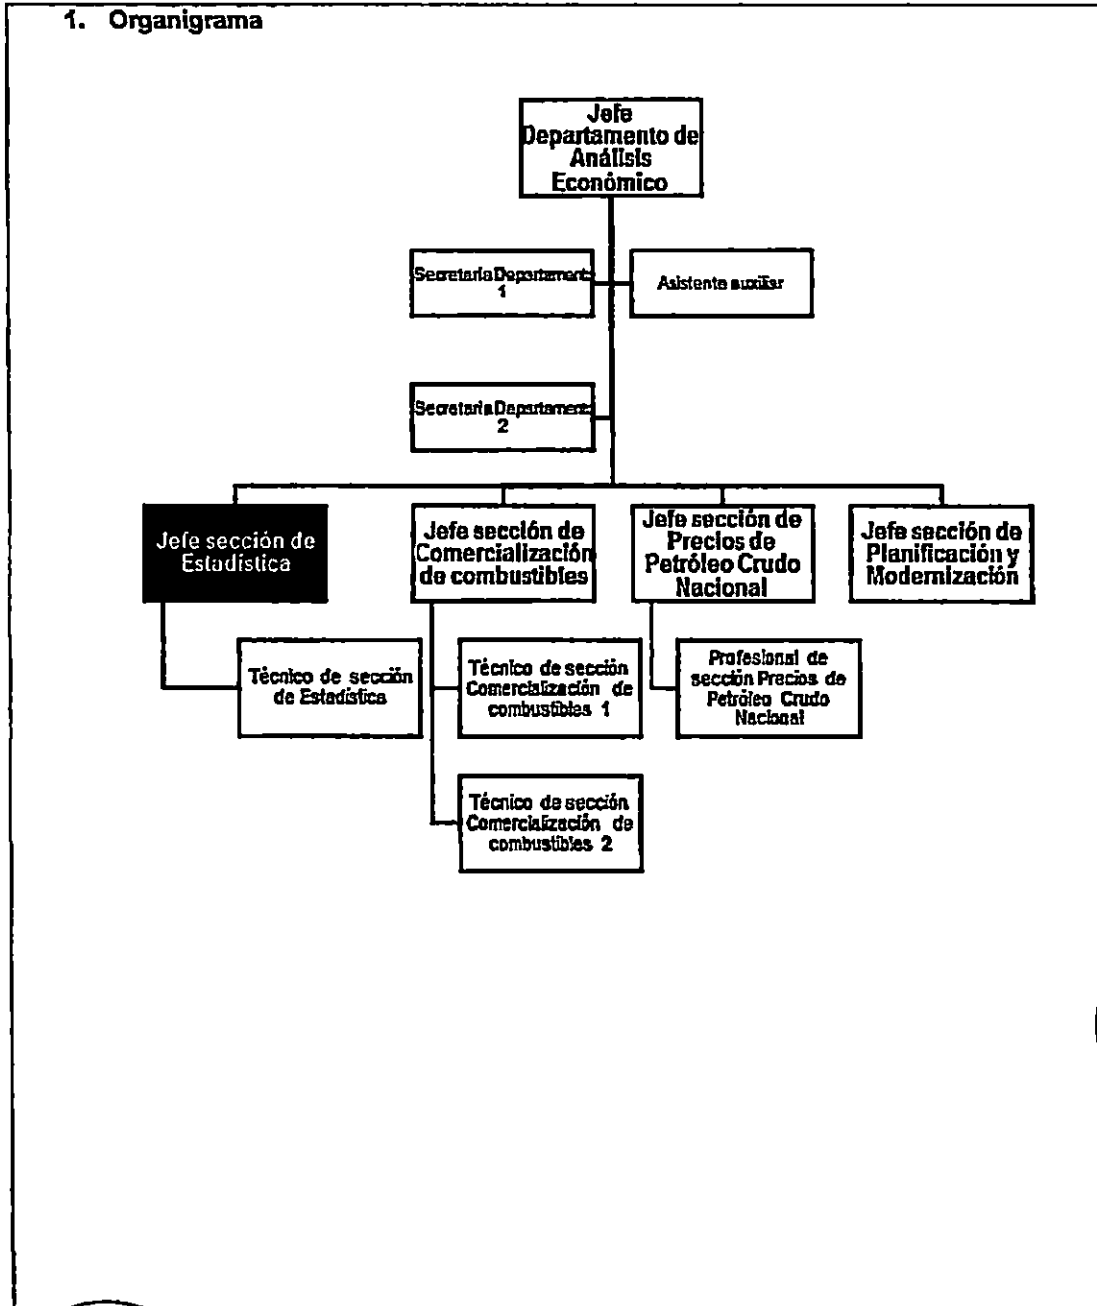 1. Organigrama
Jefe
Departamento de
Análisis
Económico
Secretaria Departamento
1
Asistente auxiliar
Secretaria Departamento
2
Jefe sección de
Estadística
Jefe sección de
Comercialización
de combustibles
Jefe sección de
Precios de
Petróleo Crudo
Nacional
Jefe sección de
Planificación y
Modernización
Técnico de sección
de Estadística
Técnico de sección
Comercialización de
combustibles 1
Profesional de
sección Precios de
Petróleo Crudo
Nacional
Técnico de sección
Comercialización de
combustibles 2